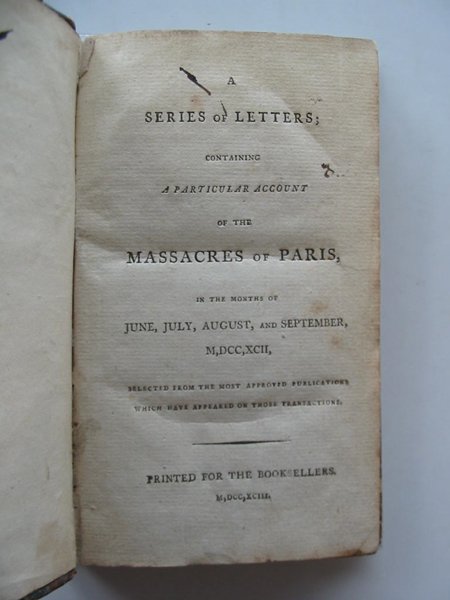 A
SERIES OF LETTERS;
CONTAINING
A PARTICULAR ACCOUNT
OF THE
MASSACRES OF PARIS,
IN THE MONTHS OF
JUNE, JULY, AUGUST, AND SEPTEMBER,
M,DCC,XCII,
SELECTED FROM THE MOST APPROVED PUBLICATIONS
WHICH HAVE APPEARED ON THOSE TRANSACTIONS.
PRINTED FOR THE BOOKSELLERS.
M,DCC,XCIII.